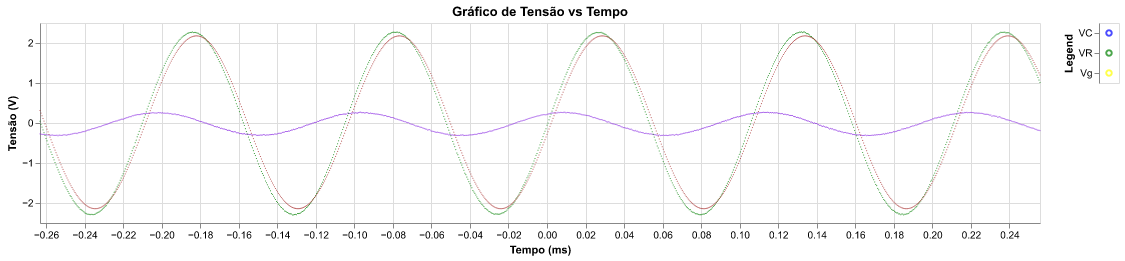 Gráfico de Tensão vs Tempo
Tensão (V)
2
1
0
−1
−2
−0.26 −0.24 −0.22 −0.20 −0.18 −0.16 −0.14 −0.12 −0.10 −0.08 −0.06 −0.04 −0.02 0.00 0.02 0.04 0.06 0.08 0.10 0.12 0.14 0.16 0.18 0.20 0.22 0.24
Tempo (ms)
Legend
VC
VR
Vg